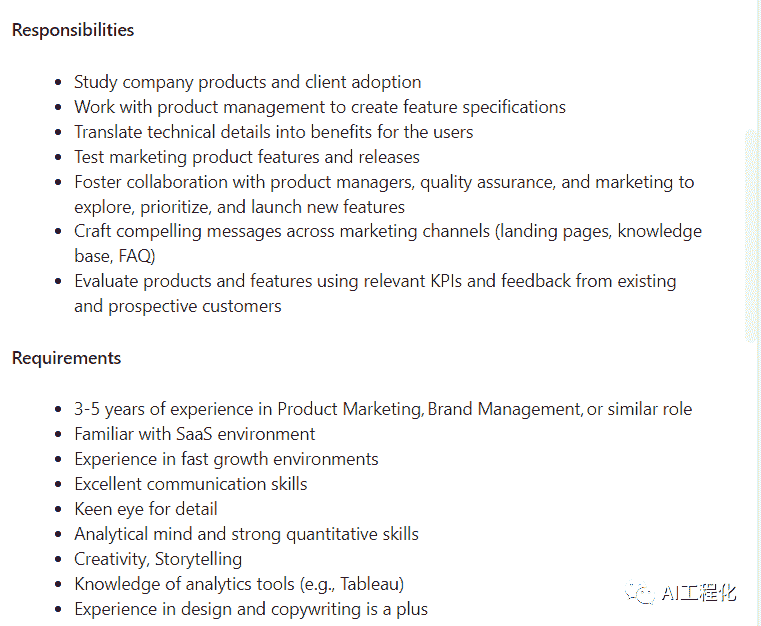 Responsibilities
Study company products and client adoption
Work with product management to create feature specifications
Translate technical details into benefits for the users
Test marketing product features and releases
Foster collaboration with product managers, quality assurance, and marketing to
explore, prioritize, and launch new features
Craft compelling messages across marketing channels (landing pages, knowledge
base, FAQ)
Evaluate products and features using relevant KPIs and feedback from existing
and prospective customers
Requirements
3-5 years of experience in Product Marketing, Brand Management, or similar role
Familiar with SaaS environment
Experience in fast growth environments
Excellent communication skills
Keen eye for detail
Analytical mind and strong quantitative skills
Creativity, Storytelling
Knowledge of analytics tools (e.g., Tableau)
AI工程化
Experience in design and copywriting is a plus